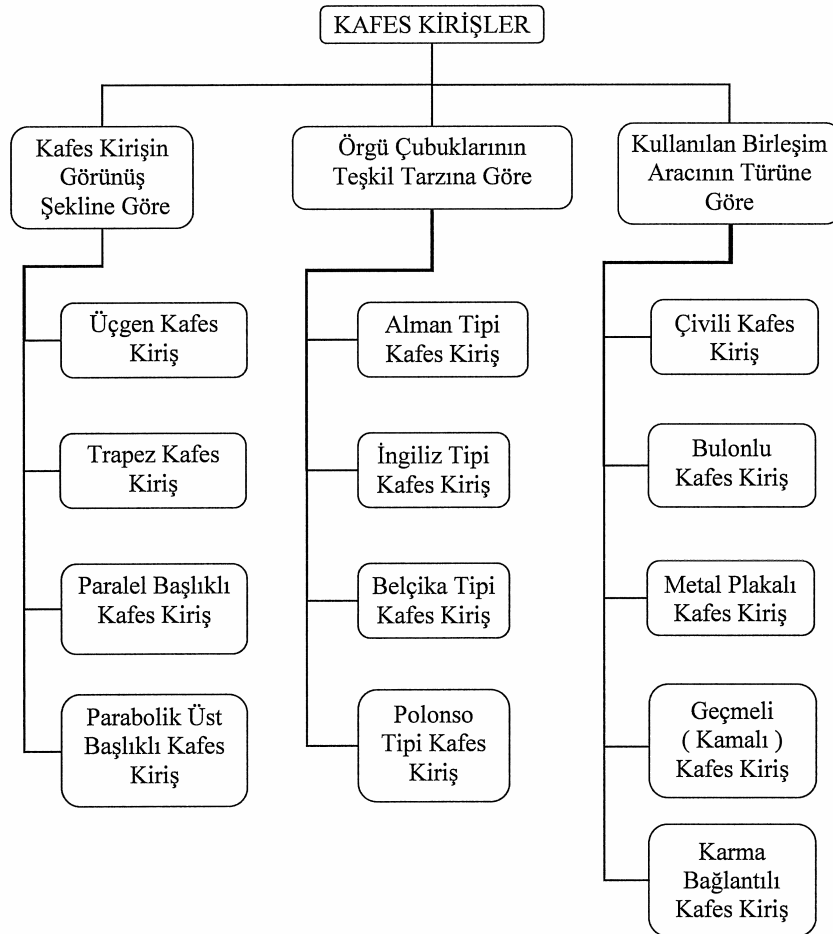 KAFES KİRİŞLER
Kafes Kirişin
Görünüş
Şekline Göre
Üçgen Kafes
Kiriş
Trapez Kafes
Kiriş
Paralel Başlıklı
Kafes Kiriş
Parabolik Üst
Başlıklı Kafes
Kiriş
Örgü Çubuklarının
Teşkil Tarzına Göre
Alman Tipi
Kafes Kiriş
İngiliz Tipi
Kafes Kiriş
Belçika Tipi
Kafes Kiriş
Polonso
Tipi Kafes
Kiriş
Kullanılan Birleşim
Aracının Türüne
Göre
Çivili Kafes
Kiriş
Bulonlu
Kafes Kiriş
Metal Plakalı
Kafes Kiriş
Geçmeli
( Kamalı )
Kafes Kiriş
Karma
Bağlantılı
Kafes Kiriş